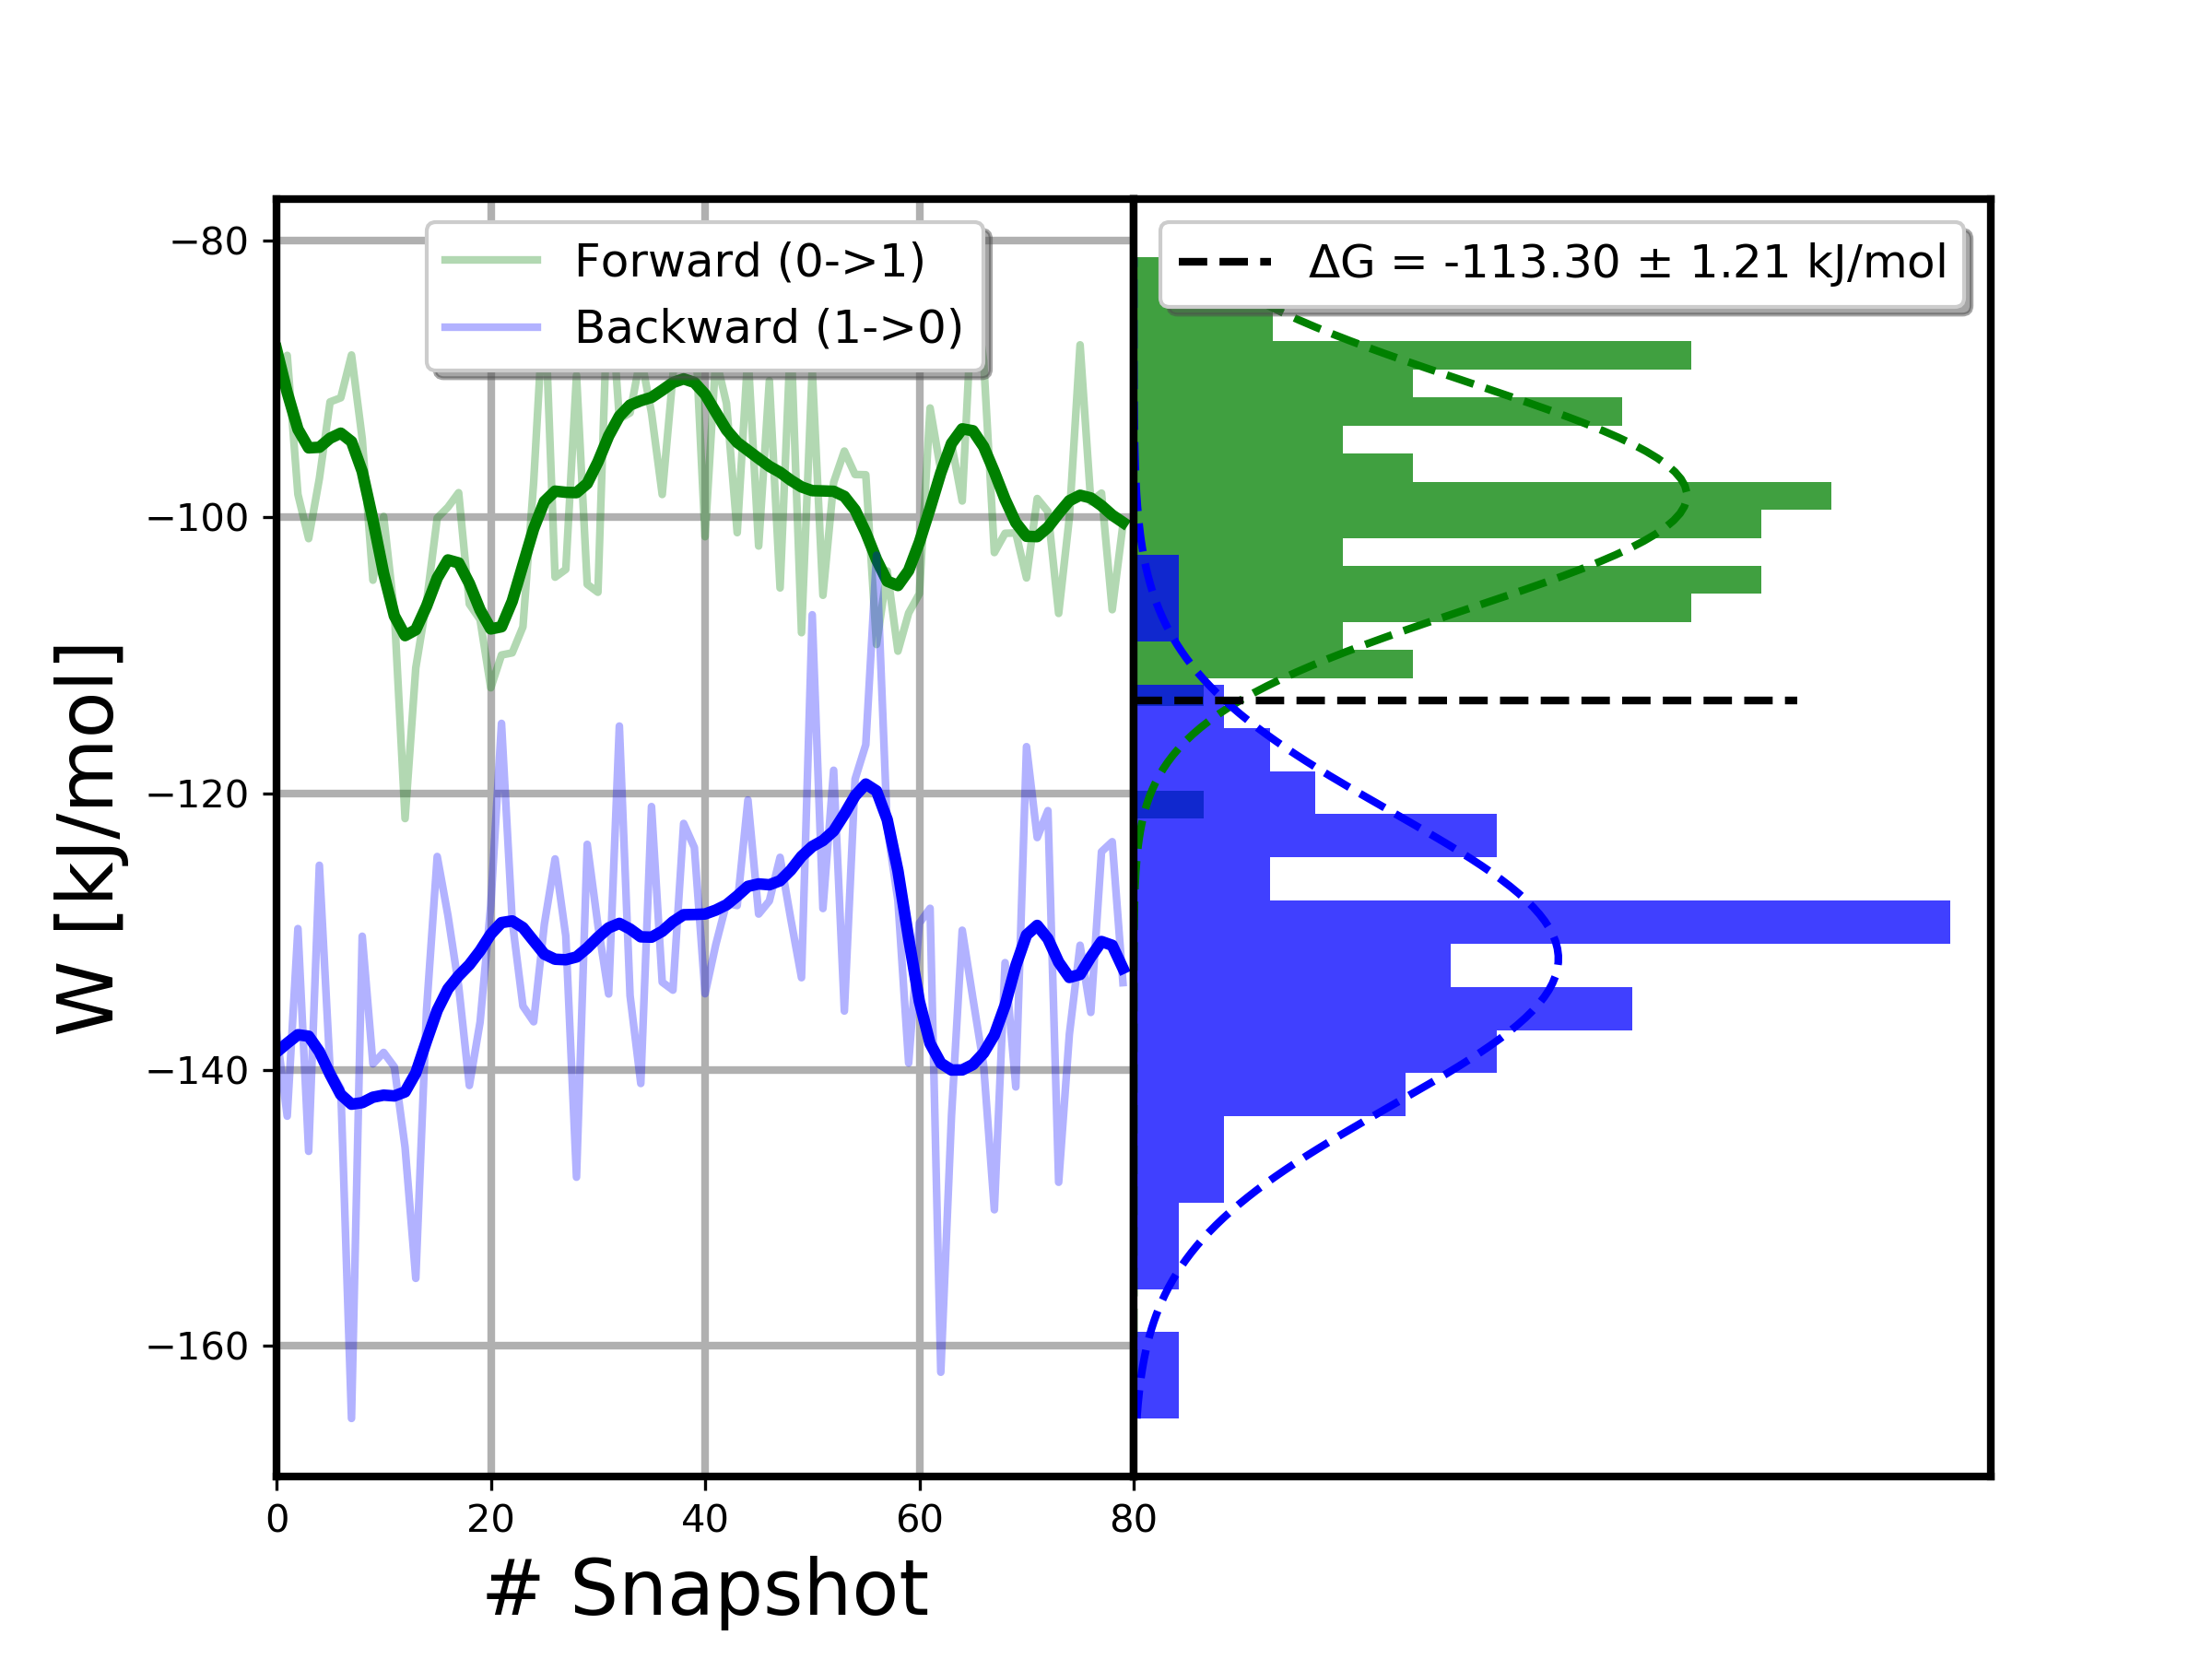 Forward (0->1)
Backward (1->0)
ΔG = -113.30 ± 1.21 kJ/mol
W [kJ/mol]
−80
−100
−120
−140
−160
0 20 40 60 80
# Snapshot